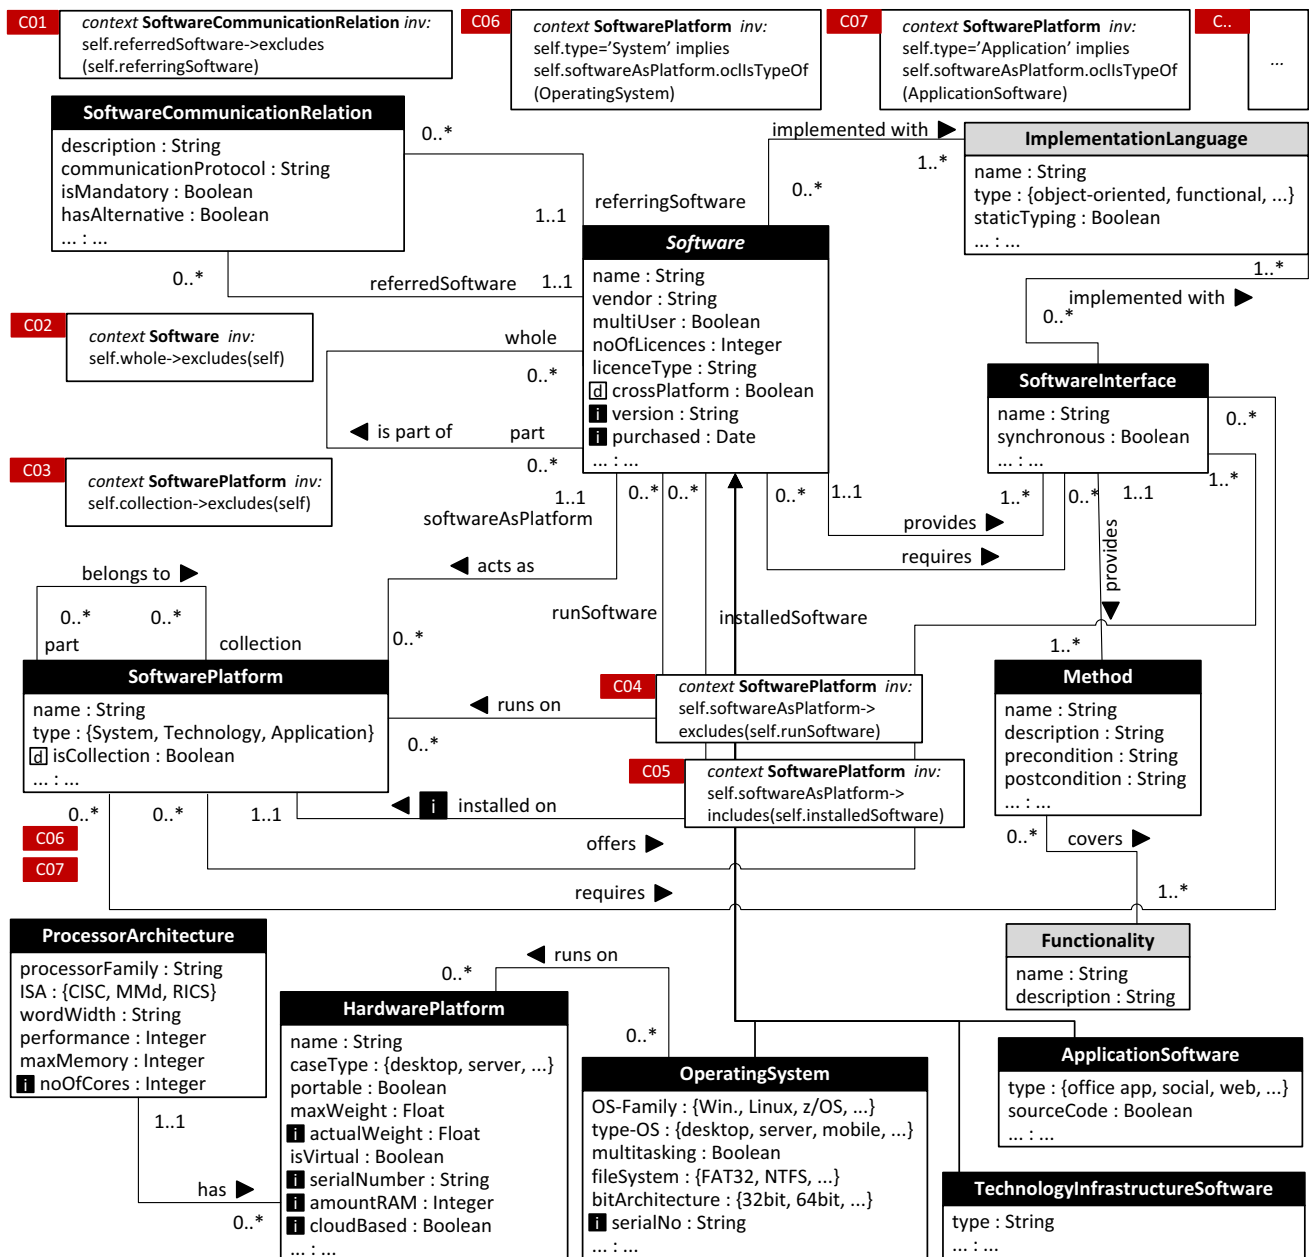 C01
context SoftwareCommunicationRelation inv:
self.referredSoftware->excludes
(self.referringSoftware)
C06
context SoftwarePlatform inv:
self.type='System' implies
self.softwareAsPlatform.oclIsTypeOf
(OperatingSystem)
C07
context SoftwarePlatform inv:
self.type='Application' implies
self.softwareAsPlatform.oclIsTypeOf
(ApplicationSoftware)
C..
...
SoftwareCommunicationRelation
description : String
communicationProtocol : String
isMandatory : Boolean
hasAlternative : Boolean
... : ...
0..*
referringSoftware
1..1
0..*
referredSoftware
1..1
implemented with
1..*
0..*
ImplementationLanguage
name : String
type : {object-oriented, functional, ...}
staticTyping : Boolean
... : ...
1..*
implemented with
0..*
Software
name : String
vendor : String
multiUser : Boolean
noOfLicences : Integer
licenceType : String
d crossPlatform : Boolean
i version : String
i purchased : Date
... : ...
C02
context Software inv:
self.whole->excludes(self)
whole
0..*
is part of
part
0..*
C03
context SoftwarePlatform inv:
self.collection->excludes(self)
SoftwareInterface
name : String
synchronous : Boolean
... : ...
0..*
1..*
1..1
softwareAsPlatform
acts as
0..*
0..*
0..*
0..*
1..1
1..*
0..*
1..1
provides
requires
provides
1..*
belongs to
0..*
0..*
part
collection
runSoftware
installedSoftware
SoftwarePlatform
name : String
type : {System, Technology, Application}
d isCollection : Boolean
... : ...
runs on
0..*
C04
context SoftwarePlatform inv:
self.softwareAsPlatform->
excludes(self.runSoftware)
C05
context SoftwarePlatform inv:
self.softwareAsPlatform->
includes(self.installedSoftware)
i installed on
0..*
0..*
1..1
C06
C07
offers
requires
Method
name : String
description : String
precondition : String
postcondition : String
... : ...
0..*
covers
1..*
Functionality
name : String
description : String
ProcessorArchitecture
processorFamily : String
ISA : {CISC, MMd, RICS}
wordWidth : String
performance : Integer
maxMemory : Integer
i noOfCores : Integer
1..1
has
0..*
runs on
0..*
0..*
HardwarePlatform
name : String
caseType : {desktop, server, ...}
portable : Boolean
maxWeight : Float
i actualWeight : Float
isVirtual : Boolean
i serialNumber : String
i amountRAM : Integer
i cloudBased : Boolean
... : ...
OperatingSystem
OS-Family : {Win., Linux, z/OS, ...}
type-OS : {desktop, server, mobile, ...}
multitasking : Boolean
fileSystem : {FAT32, NTFS, ...}
bitArchitecture : {32bit, 64bit, ...}
i serialNo : String
... : ...
ApplicationSoftware
type : {office app, social, web, ...}
sourceCode : Boolean
... : ...
TechnologyInfrastructureSoftware
type : String
... : ...